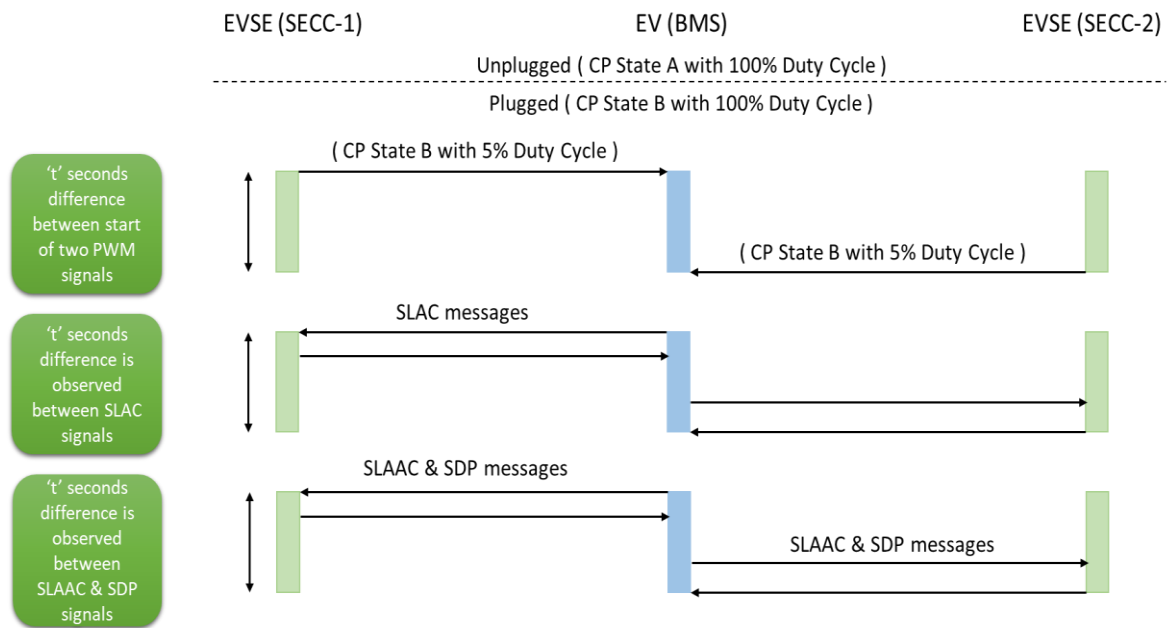 EVSE (SECC-1)
EV (BMS)
EVSE (SECC-2)
Unplugged ( CP State A with 100% Duty Cycle )
Plugged ( CP State B with 100% Duty Cycle )
‘t’ seconds
difference
between start
of two PWM
signals
( CP State B with 5% Duty Cycle )
( CP State B with 5% Duty Cycle )
‘t’ seconds
difference is
observed
between SLAC
signals
SLAC messages
‘t’ seconds
difference is
observed
between
SLAAC & SDP
signals
SLAAC & SDP messages
SLAAC & SDP messages